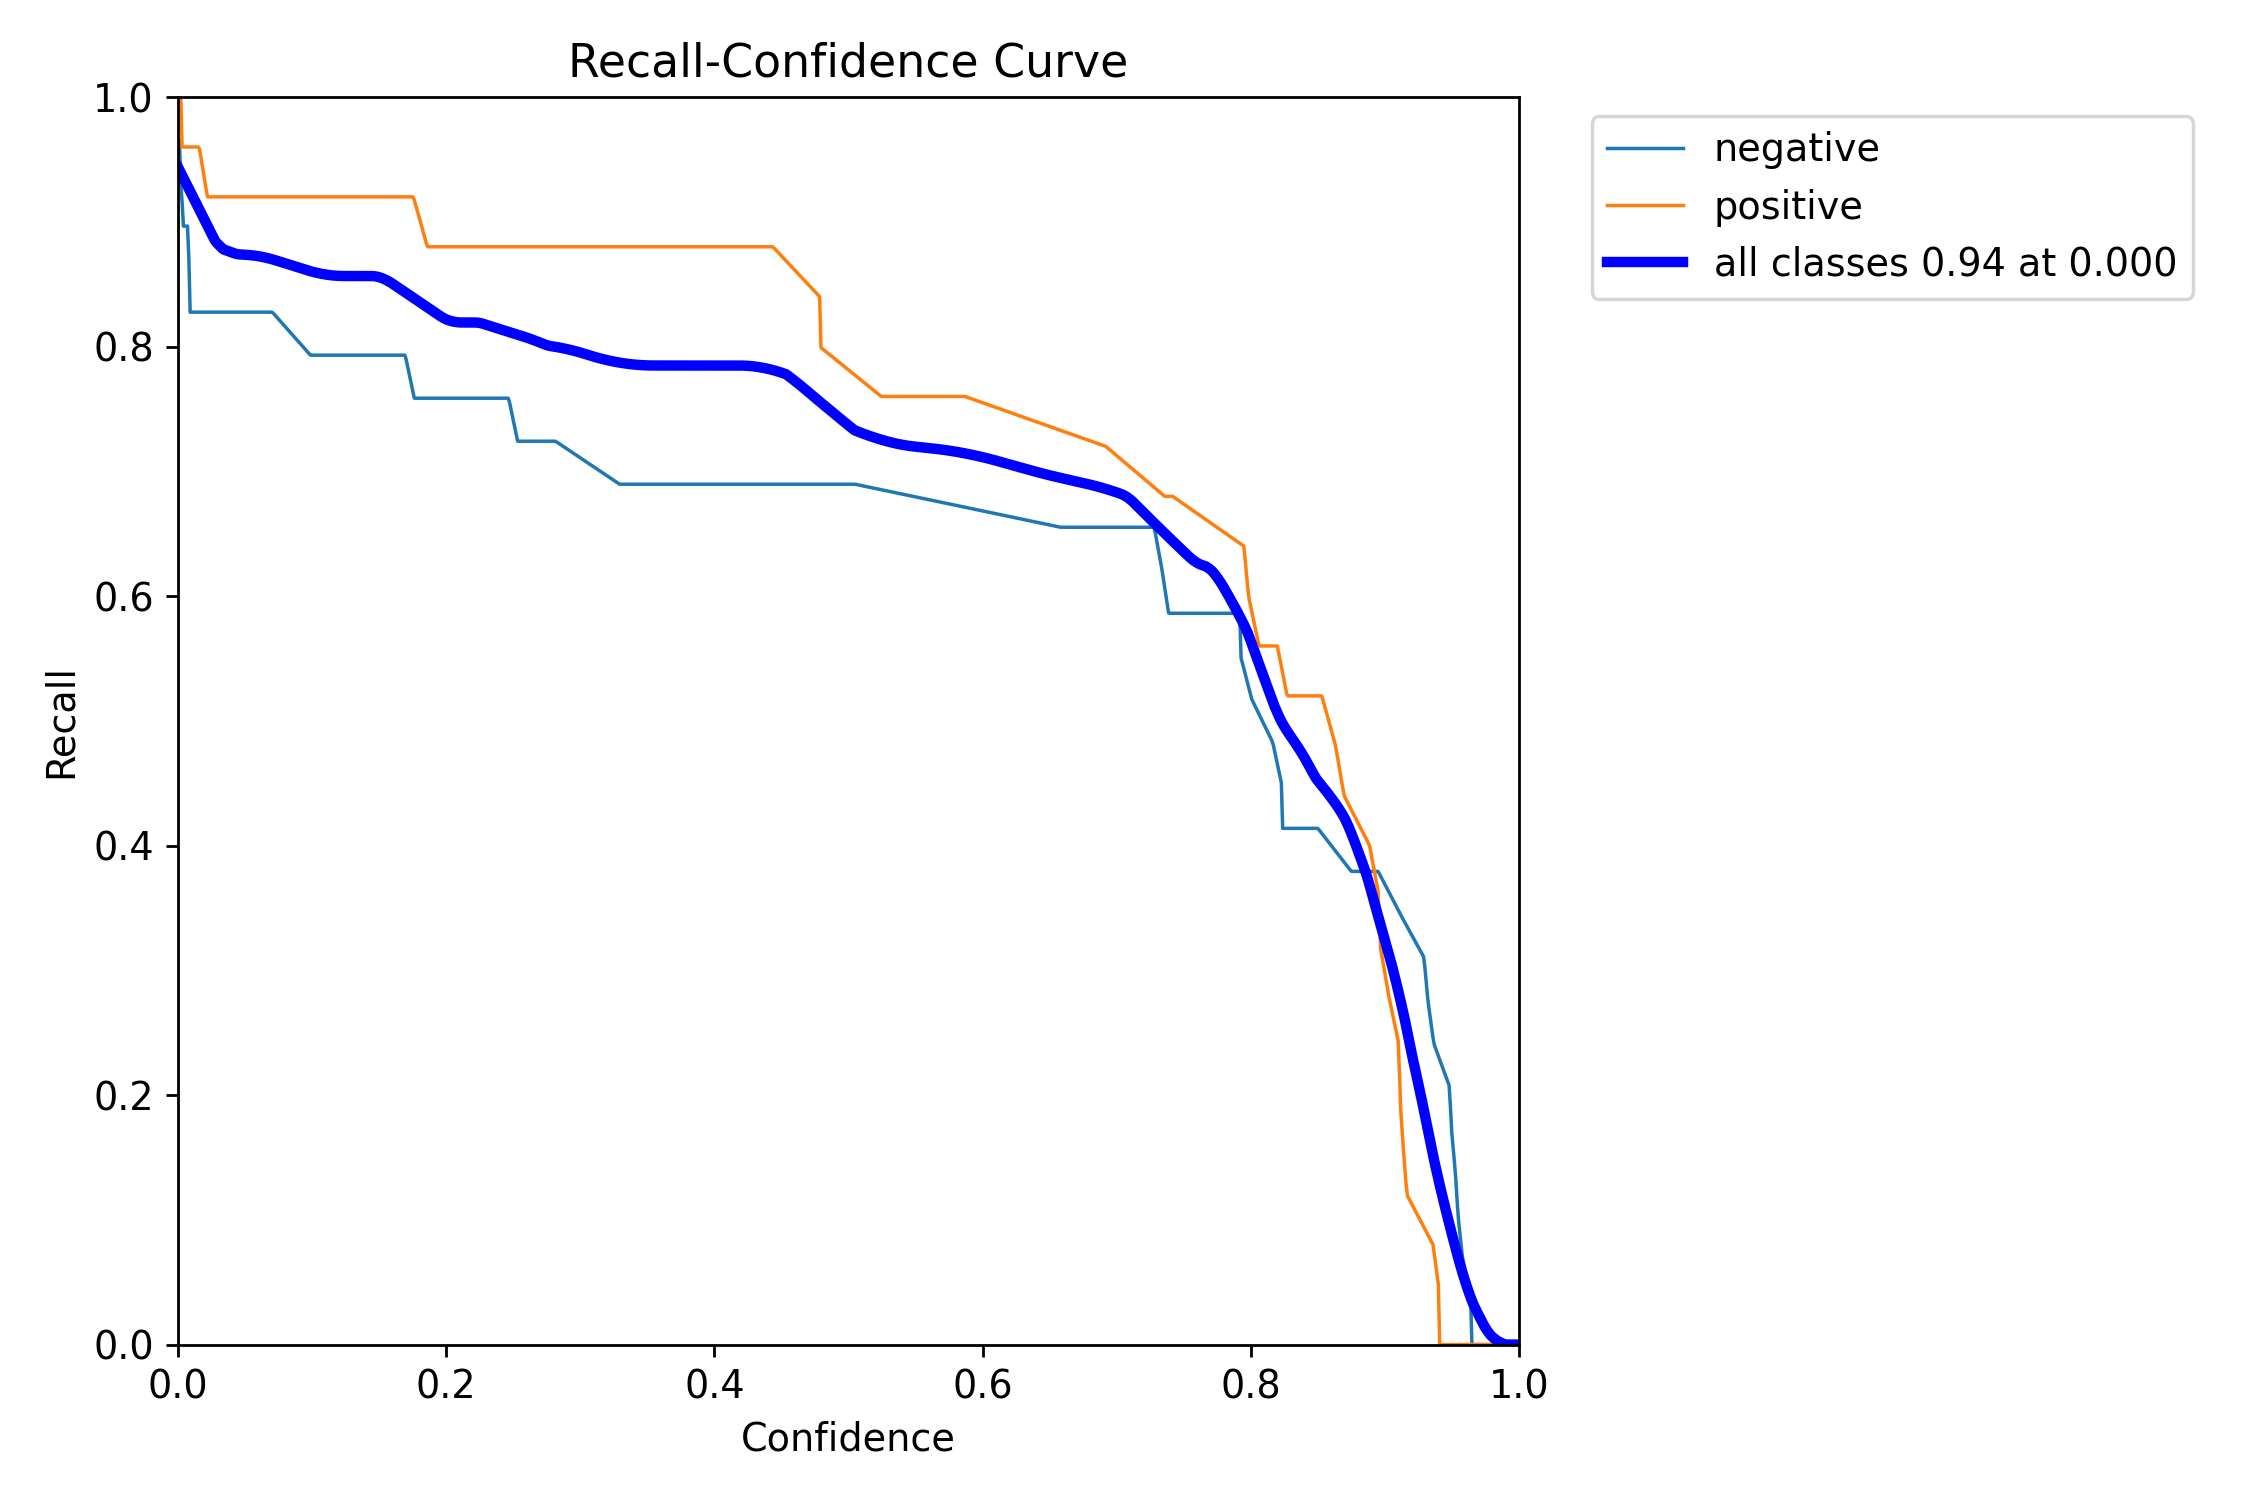 Recall-Confidence Curve
1.0
0.8
0.6
0.4
0.2
0.0
Recall
0.0 0.2 0.4 0.6 0.8 1.0
Confidence
negative
positive
all classes 0.94 at 0.000